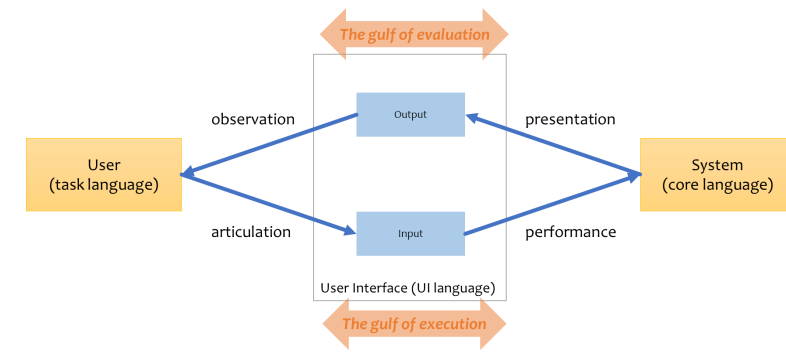 The gulf of evaluation
observation
Output
presentation
User
(task language)
System
(core language)
articulation
Input
performance
User Interface (UI language)
The gulf of execution